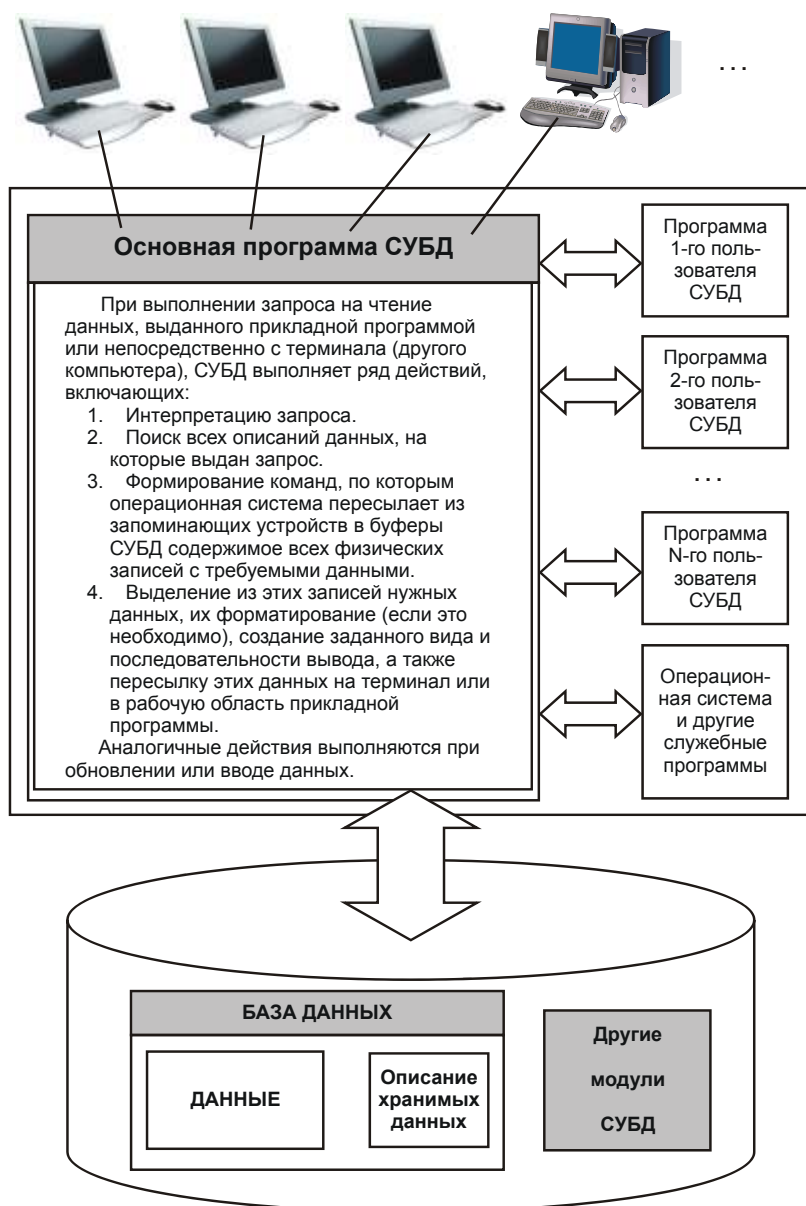 . . .
Основная программа СУБД
При выполнении запроса на чтение
данных, выданного прикладной программой
или непосредственно с терминала (другого
компьютера), СУБД выполняет ряд действий,
включающих:
1. Интерпретацию запроса.
2. Поиск всех описаний данных, на
которые выдан запрос.
3. Формирование команд, по которым
операционная система пересылает из
запоминающих устройств в буферы
СУБД содержимое всех физических
записей с требуемыми данными.
4. Выделение из этих записей нужных
данных, их форматирование (если это
необходимо), создание заданного вида и
последовательности вывода, а также
пересылку этих данных на терминал или
в рабочую область прикладной
программы.
Аналогичные действия выполняются при
обновлении или вводе данных.
Программа
1-го поль-
зователя
СУБД
Программа
2-го поль-
зователя
СУБД
. . .
Программа
N-го поль-
зователя
СУБД
Операцион-
ная система
и другие
служебные
программы
БАЗА ДАННЫХ
ДАННЫЕ
Описание
хранимых
данных
Другие
модули
СУБД